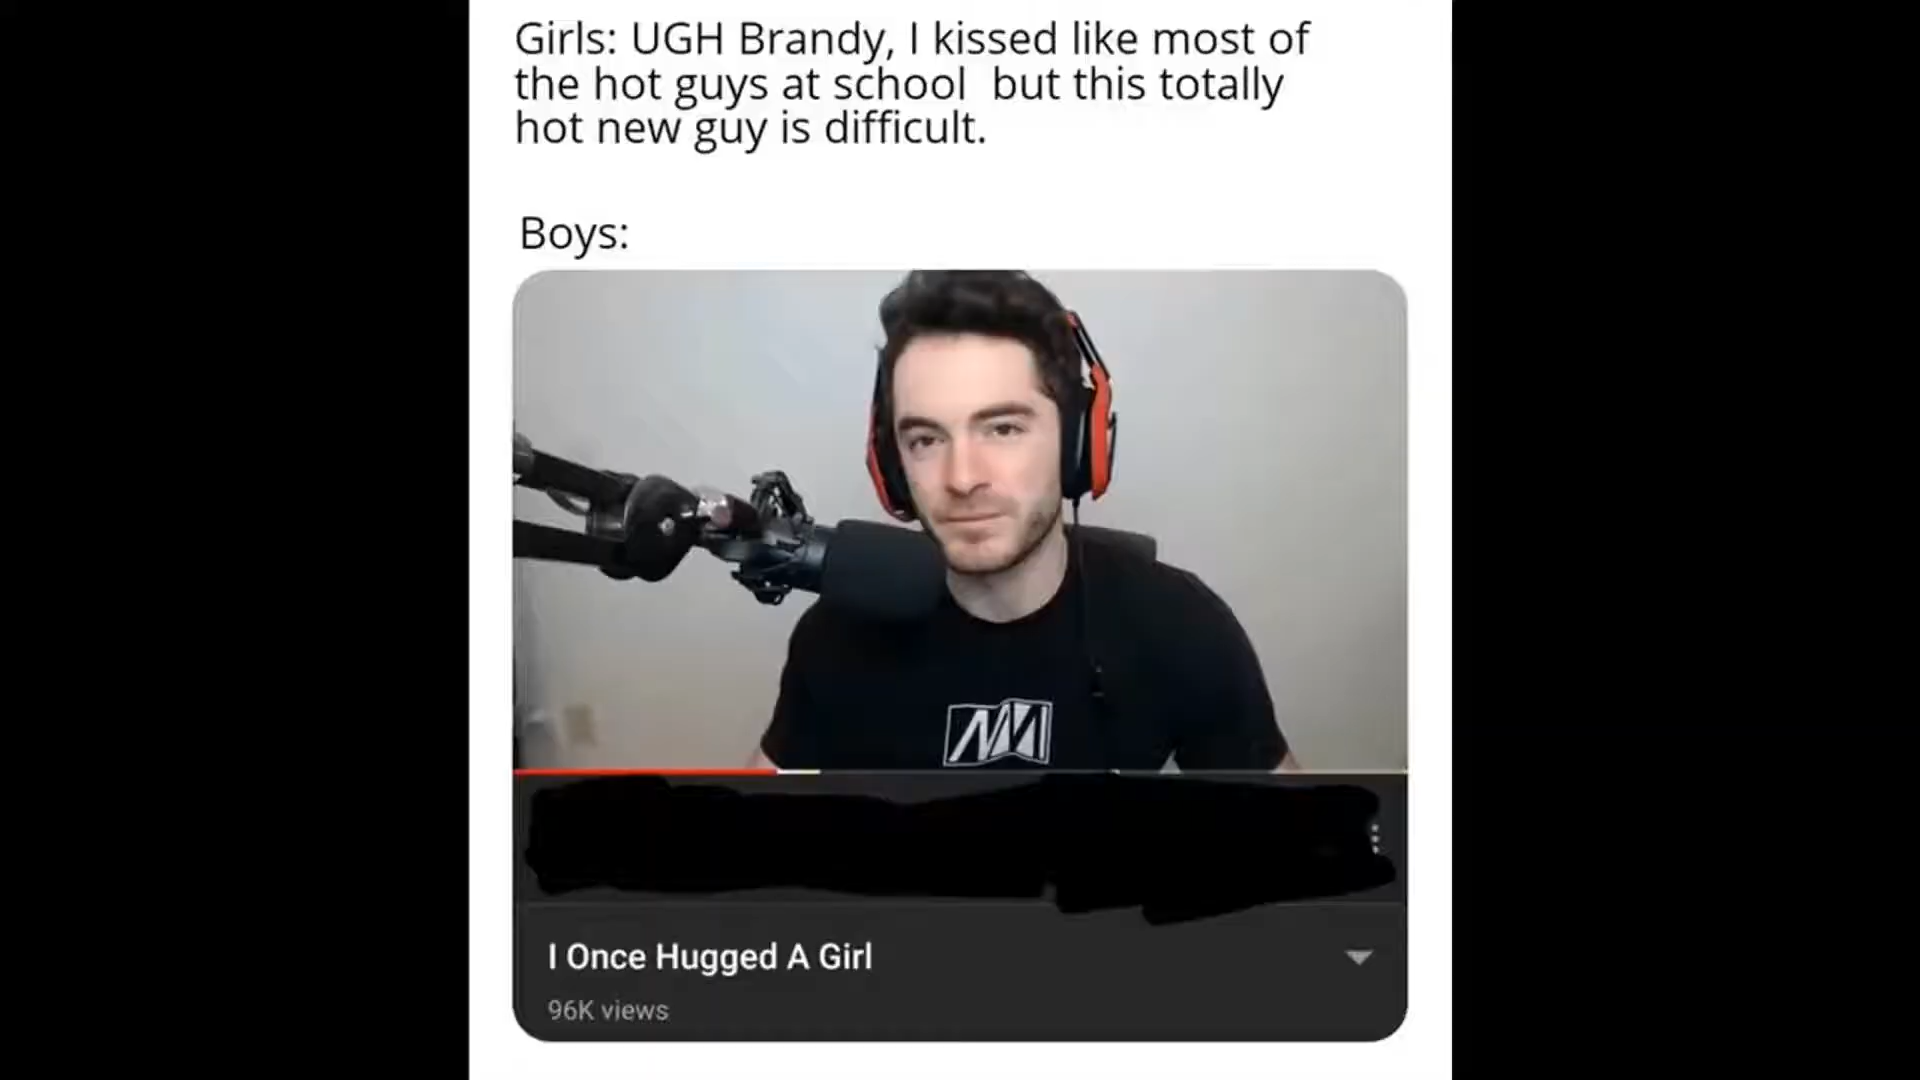 Girls: UGH Brandy, I kissed like most of
the hot guys at school  but this totally
hot new guy is difficult.
Boys:
I Once Hugged A Girl
96K views